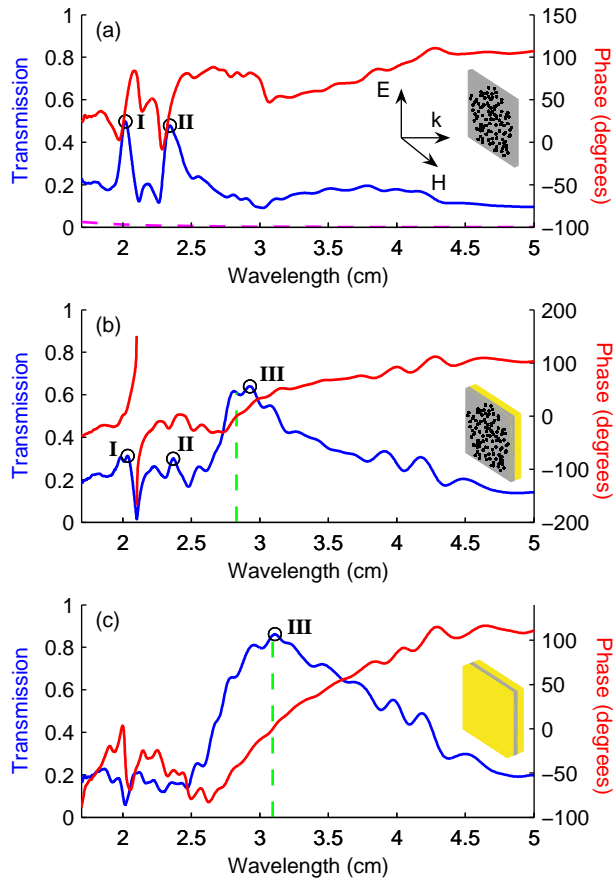 (a)
Transmission
Phase (degrees)
1
0.8
0.6
0.4
0.2
0
150
100
50
0
−50
−100
I
II
E
k
H
2
2.5
3
3.5
4
4.5
5
Wavelength (cm)
(b)
Transmission
Phase (degrees)
1
0.8
0.6
0.4
0.2
0
200
100
0
−100
−200
I
II
III
2
2.5
3
3.5
4
4.5
5
Wavelength (cm)
(c)
Transmission
Phase (degrees)
1
0.8
0.6
0.4
0.2
0
100
50
0
−50
−100
III
2
2.5
3
3.5
4
4.5
5
Wavelength (cm)